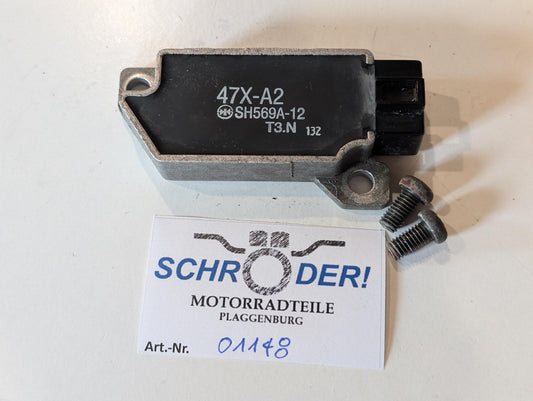 47X-A2
SH569A-12
T3.N 132
SCHRÖDER!
MOTORRADTEILE
PLAGGENBURG
Art.-Nr. 01148